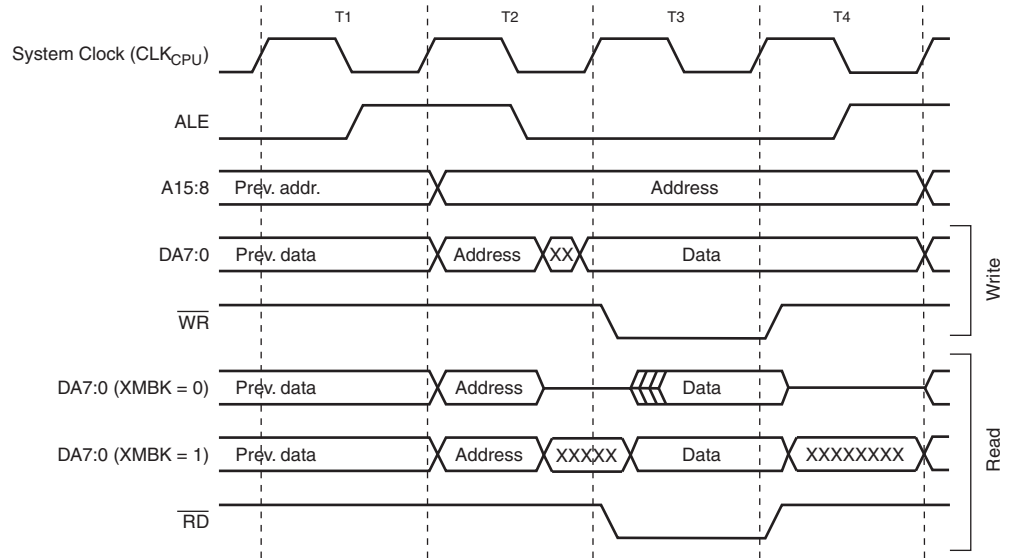 T1 T2 T3 T4
System Clock (CLKCPU)
ALE
A15:8 Prev. addr. Address
DA7:0 Prev. data Address XX Data
WR
Write
DA7:0 (XMBK = 0) Prev. data Address Data
DA7:0 (XMBK = 1) Prev. data Address XXXXX Data XXXXXXXX
RD
Read